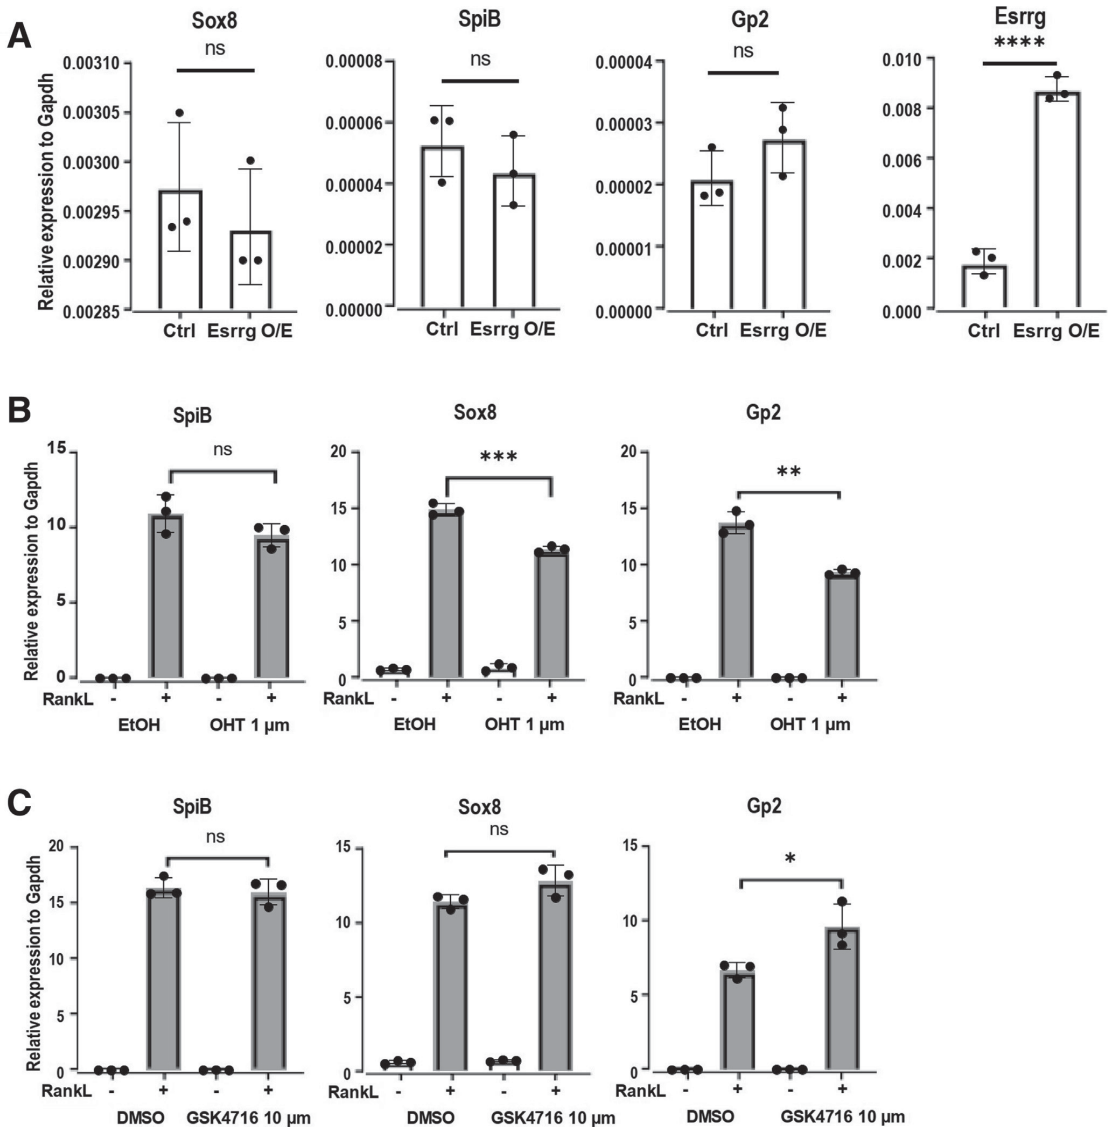 A
Sox8
SpiB
Gp2
Esrrg
ns
ns
ns
****
Relative expression to Gapdh
0.00310
0.00305
0.00300
0.00295
0.00290
0.00285
Ctrl Esrrg O/E
0.00008
0.00006
0.00004
0.00002
0.00000
Ctrl Esrrg O/E
0.00004
0.00003
0.00002
0.00001
0.00000
Ctrl Esrrg O/E
0.010
0.008
0.006
0.004
0.002
0.000
Ctrl Esrrg O/E
B
SpiB
Sox8
Gp2
ns
***
**
Relative expression to Gapdh
15
10
5
0
RankL - + - +
EtOH OHT 1 µm
20
15
10
5
0
RankL - + - +
EtOH OHT 1 µm
20
15
10
5
0
RankL - + - +
EtOH OHT 1 µm
C
SpiB
Sox8
Gp2
ns
ns
*
Relative expression to Gapdh
20
15
10
5
0
RankL - + - +
DMSO GSK4716 10 µm
15
10
5
0
RankL - + - +
DMSO GSK4716 10 µm
15
10
5
0
RankL - + - +
DMSO GSK4716 10 µm